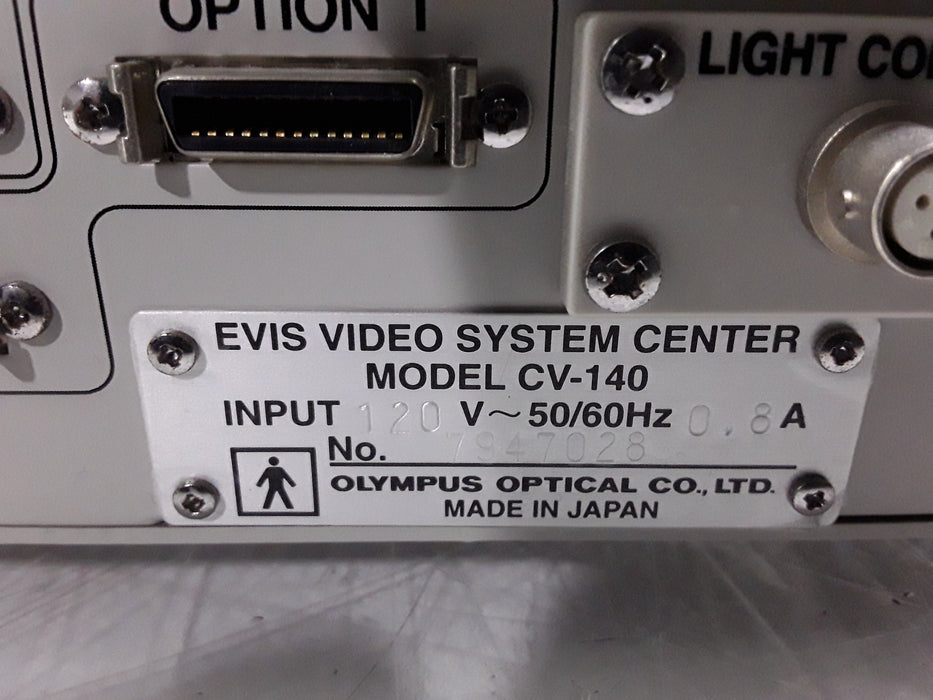 OPTION 1
LIGHT CO
EVIS VIDEO SYSTEM CENTER
MODEL CV-140
INPUT 120 V~ 50/60Hz 0.8 A
No. 7947028
OLYMPUS OPTICAL CO., LTD.
MADE IN JAPAN